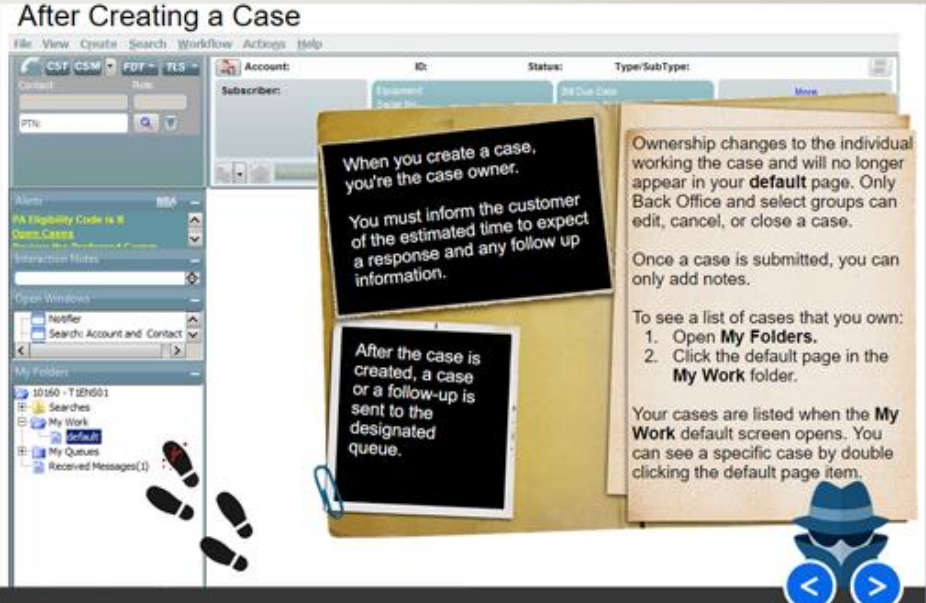 After Creating a Case
File View Create Search Workflow Actions Help
CST CSM FDT TLS
Contact: Role:
PTN:
Account: ID: Status: Type/SubType:
Subscriber:
Equipment
Serial No.
Bill Due Date
More
Alerts NBA
PA Eligibility Code is R
Open Cases
Interaction Notes
Open Windows
Notifier
Search: Account and Contact
My Folders
10160 - T1ENS01
Searches
My Work
default
My Queues
Received Messages(1)
When you create a case,
you're the case owner.
You must inform the customer
of the estimated time to expect
a response and any follow up
information.
After the case is
created, a case
or a follow-up is
sent to the
designated
queue.
Ownership changes to the individual
working the case and will no longer
appear in your default page. Only
Back Office and select groups can
edit, cancel, or close a case.
Once a case is submitted, you can
only add notes.
To see a list of cases that you own:
1. Open My Folders.
2. Click the default page in the
My Work folder.
Your cases are listed when the My
Work default screen opens. You
can see a specific case by double
clicking the default page item.